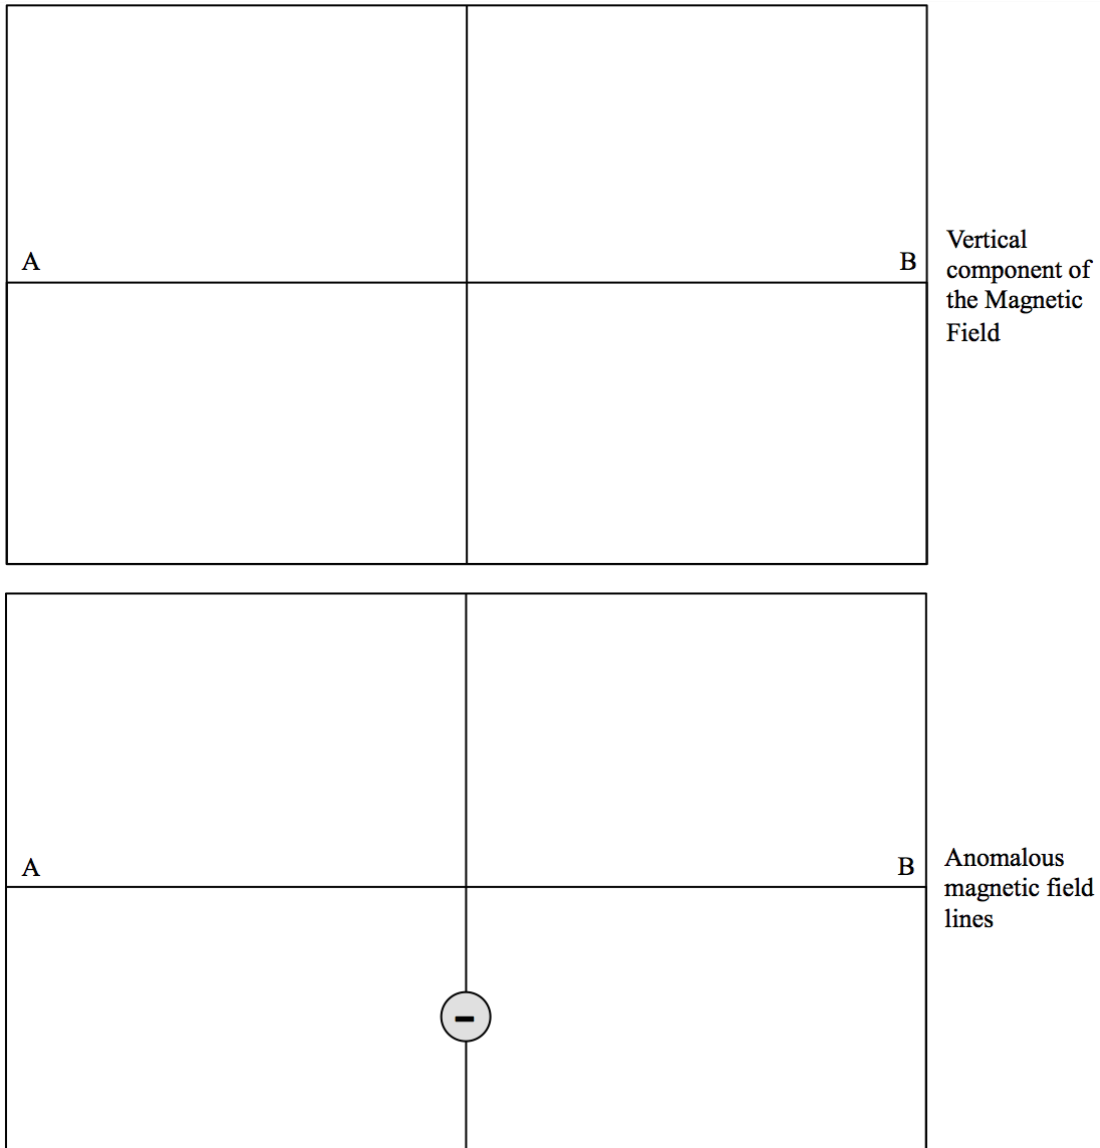 A
B
Vertical
component of
the Magnetic
Field
A
B
Anomalous
magnetic field
lines
-